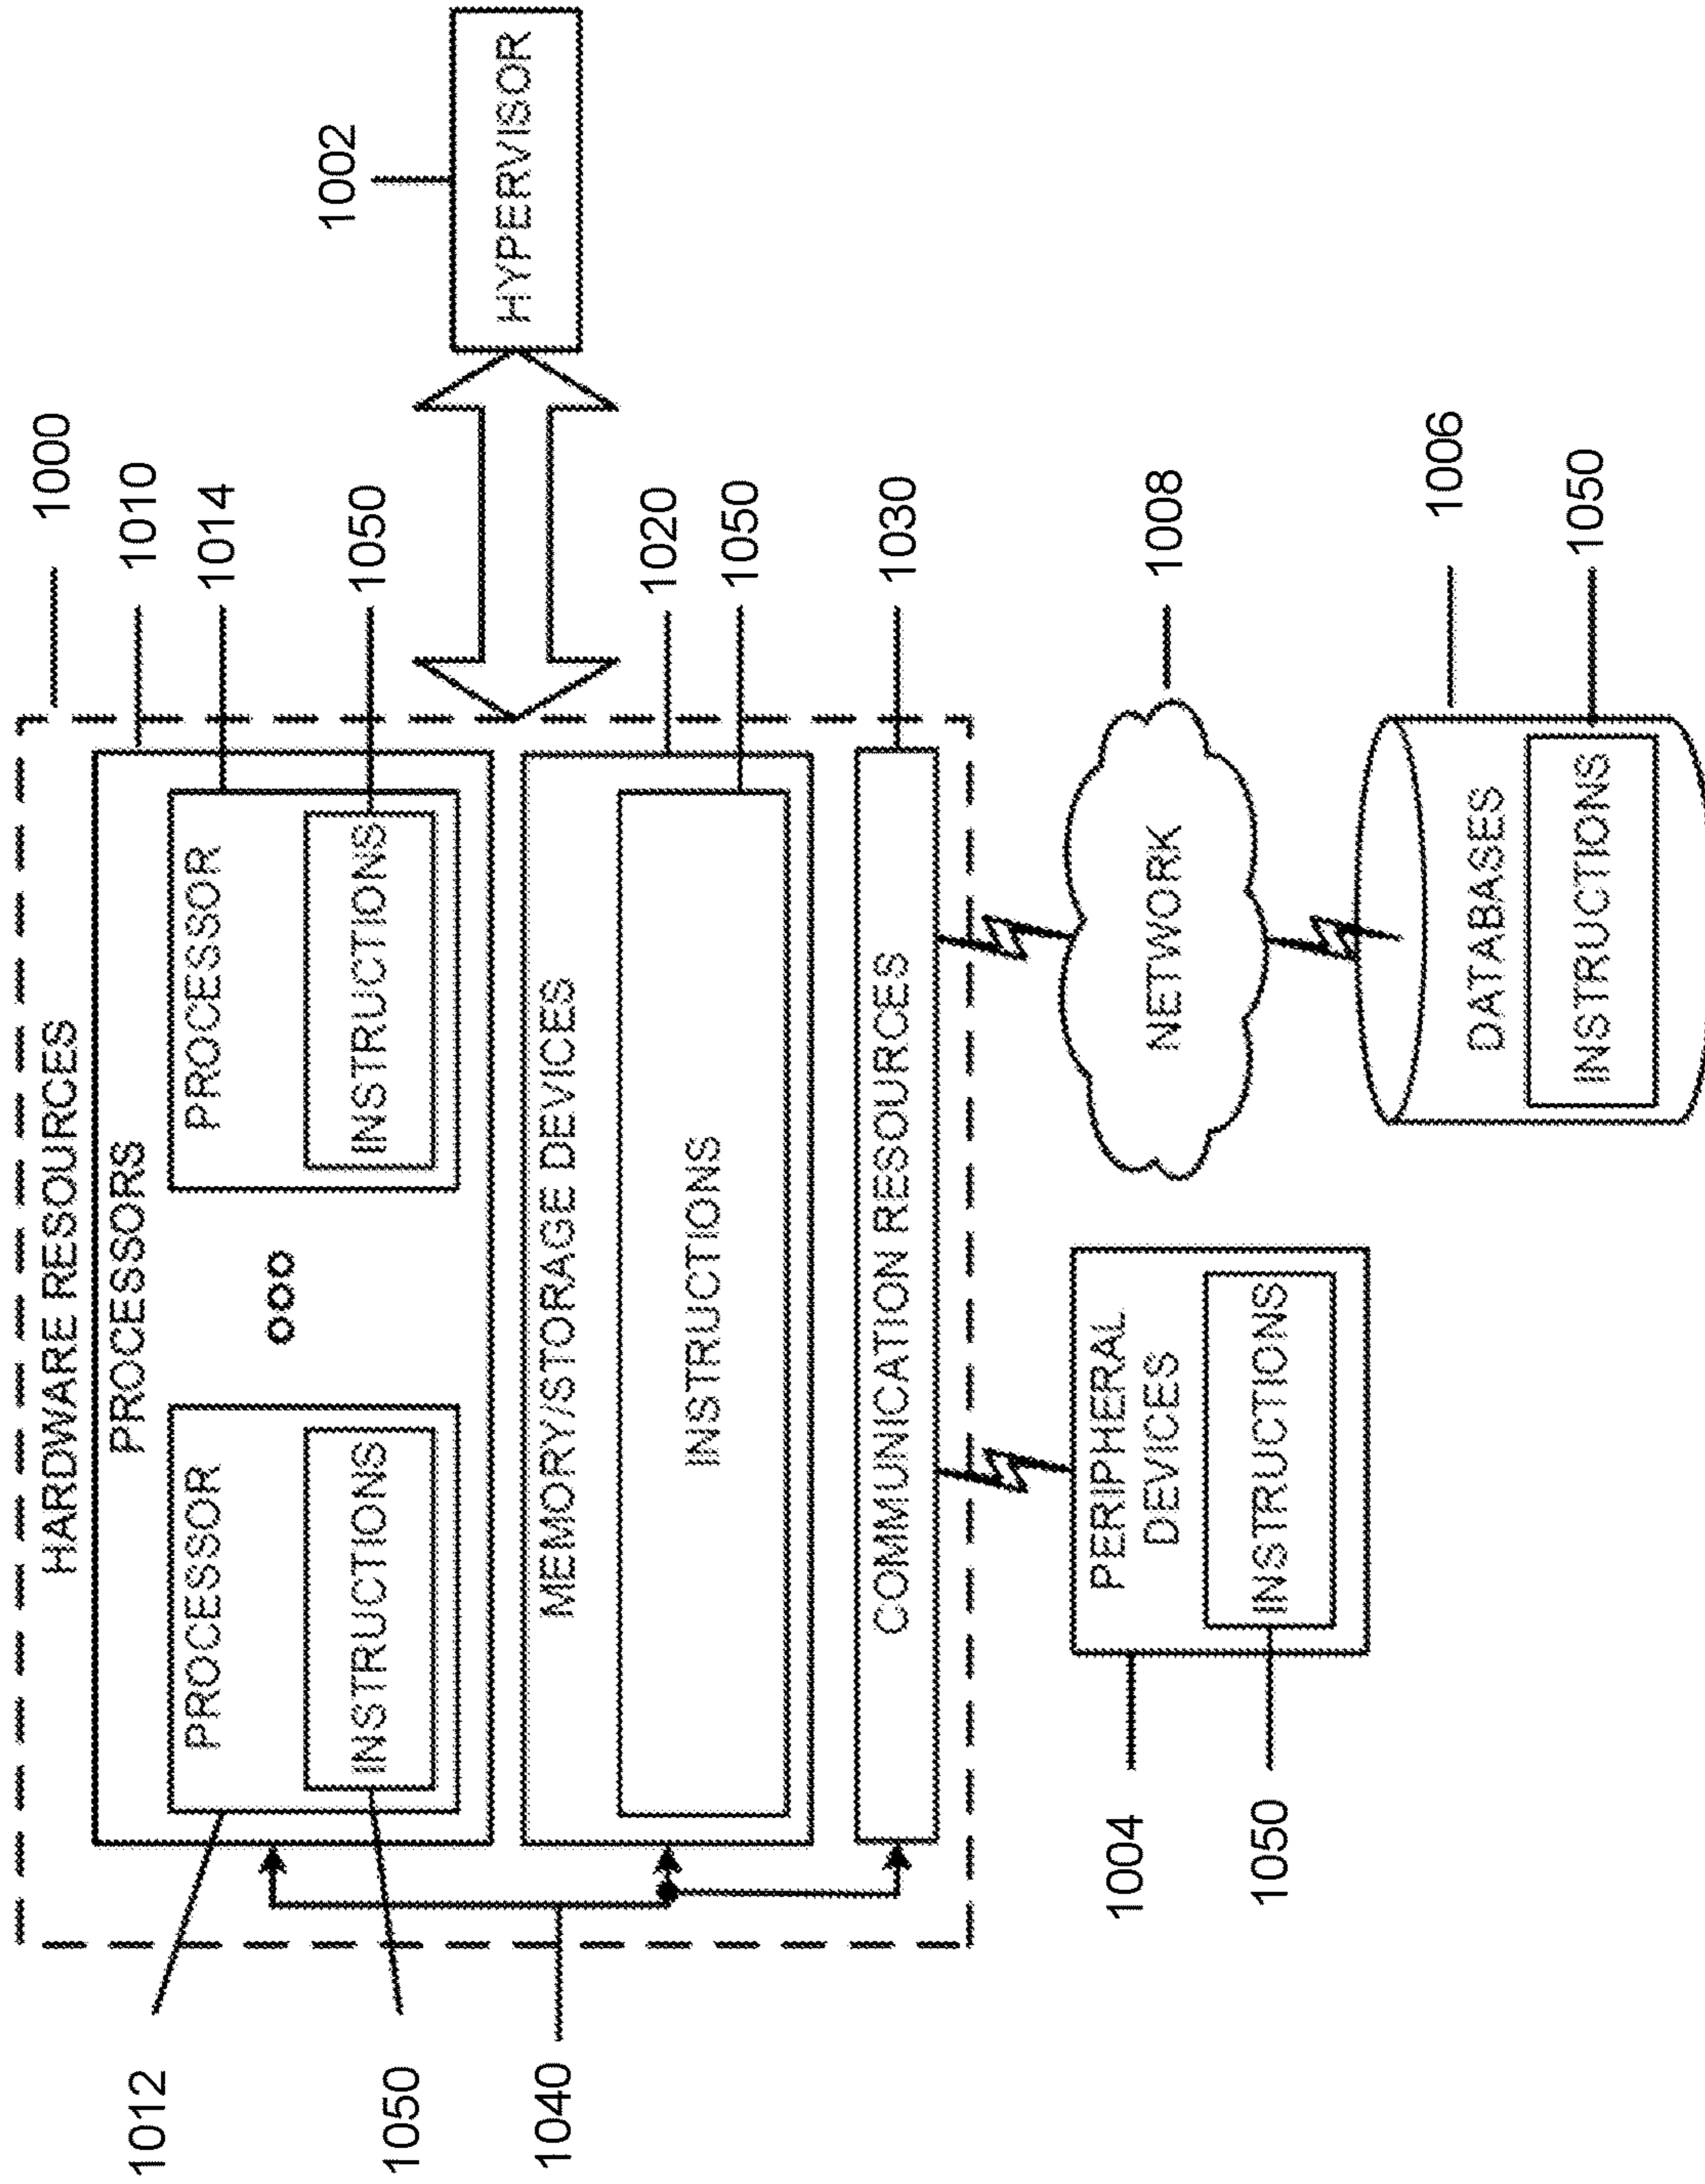 HARDWARE RESOURCES
1000
PROCESSORS
1010
1012
PROCESSOR
ooo
PROCESSOR
1014
1050
INSTRUCTIONS
INSTRUCTIONS
1050
1002
HYPERVISOR
1040
MEMORY/STORAGE DEVICES
1020
INSTRUCTIONS
1050
COMMUNICATION RESOURCES
1030
1004
PERIPHERAL
DEVICES
1050
INSTRUCTIONS
NETWORK
1008
DATABASES
1006
INSTRUCTIONS
1050